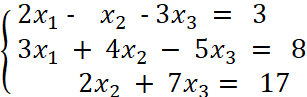 2x₁ - x₂ - 3x₃ = 3
3x₁ + 4x₂ − 5x₃ = 8
2x₂ + 7x₃ = 17